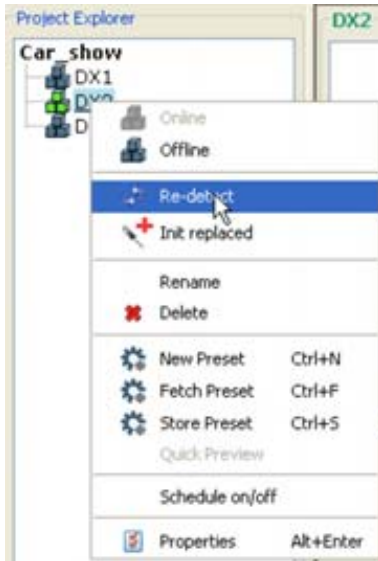 Project Explorer
DX2
Car_show
DX1
DX2
D
Online
Offline
Re-detect
Init replaced
Rename
Delete
New Preset Ctrl+N
Fetch Preset Ctrl+F
Store Preset Ctrl+S
Quick Preview
Schedule on/off
Properties Alt+Enter